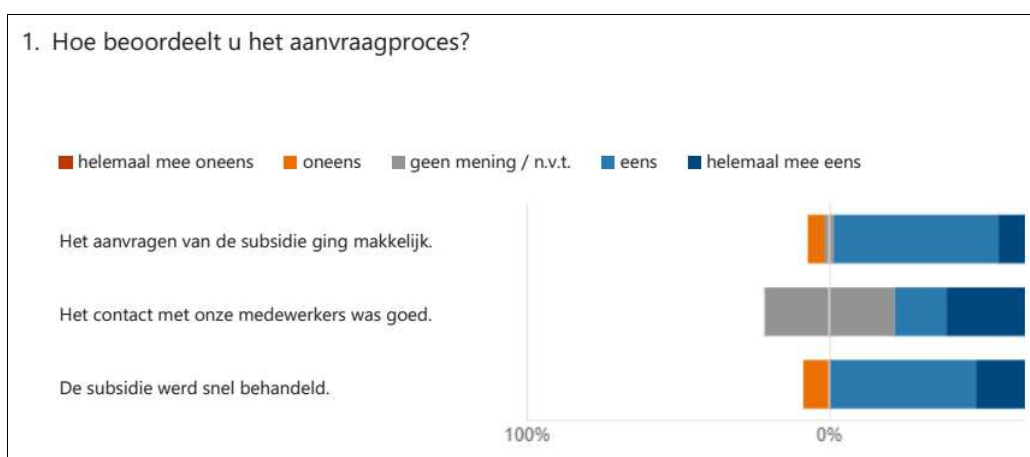 1. Hoe beoordeelt u het aanvraagproces?
helemaal mee oneens oneens geen mening / n.v.t. eens helemaal mee eens
Het aanvragen van de subsidie ging makkelijk.
Het contact met onze medewerkers was goed.
De subsidie werd snel behandeld.
100% 0%